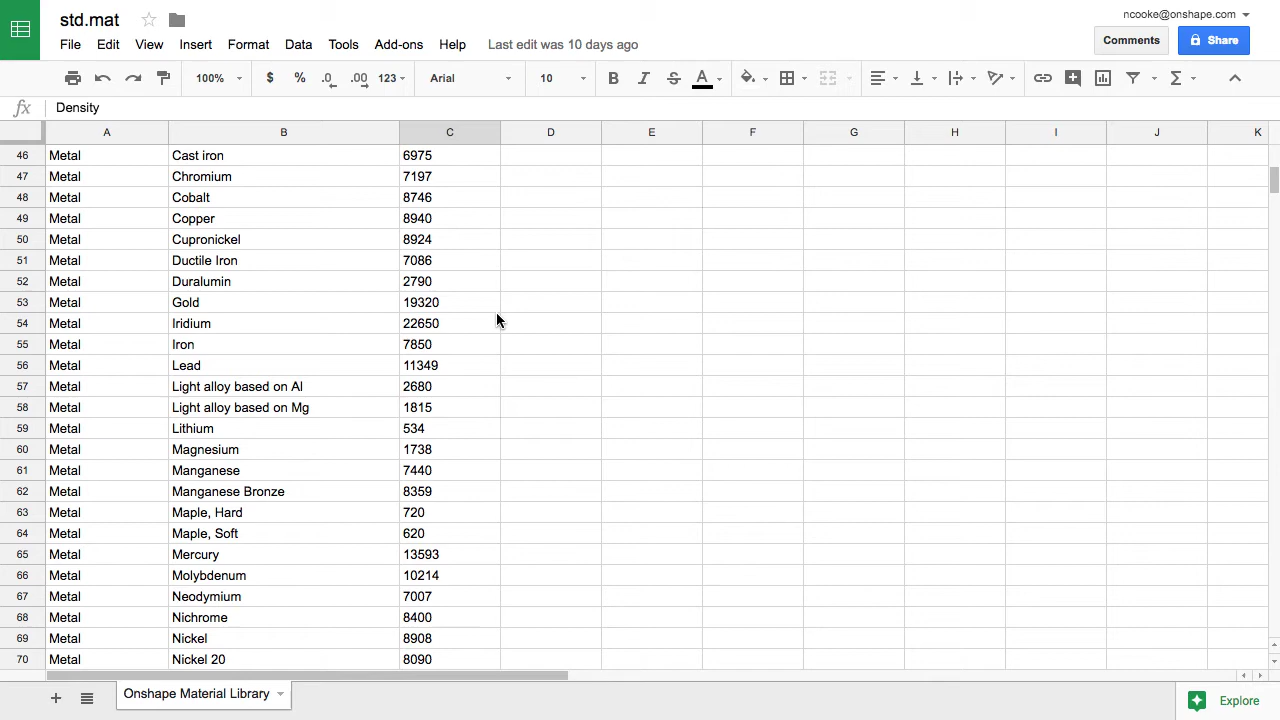 std.mat
ncooke@onshape.com
File Edit View Insert Format Data Tools Add-ons Help Last edit was 10 days ago
Comments Share
100% $ % .0 .00 123 Arial 10 B I S A
fx Density
A B C D E F G H I J K
46 Metal Cast iron 6975
47 Metal Chromium 7197
48 Metal Cobalt 8746
49 Metal Copper 8940
50 Metal Cupronickel 8924
51 Metal Ductile Iron 7086
52 Metal Duralumin 2790
53 Metal Gold 19320
54 Metal Iridium 22650
55 Metal Iron 7850
56 Metal Lead 11349
57 Metal Light alloy based on Al 2680
58 Metal Light alloy based on Mg 1815
59 Metal Lithium 534
60 Metal Magnesium 1738
61 Metal Manganese 7440
62 Metal Manganese Bronze 8359
63 Metal Maple, Hard 720
64 Metal Maple, Soft 620
65 Metal Mercury 13593
66 Metal Molybdenum 10214
67 Metal Neodymium 7007
68 Metal Nichrome 8400
69 Metal Nickel 8908
70 Metal Nickel 20 8090
+ Onshape Material Library Explore